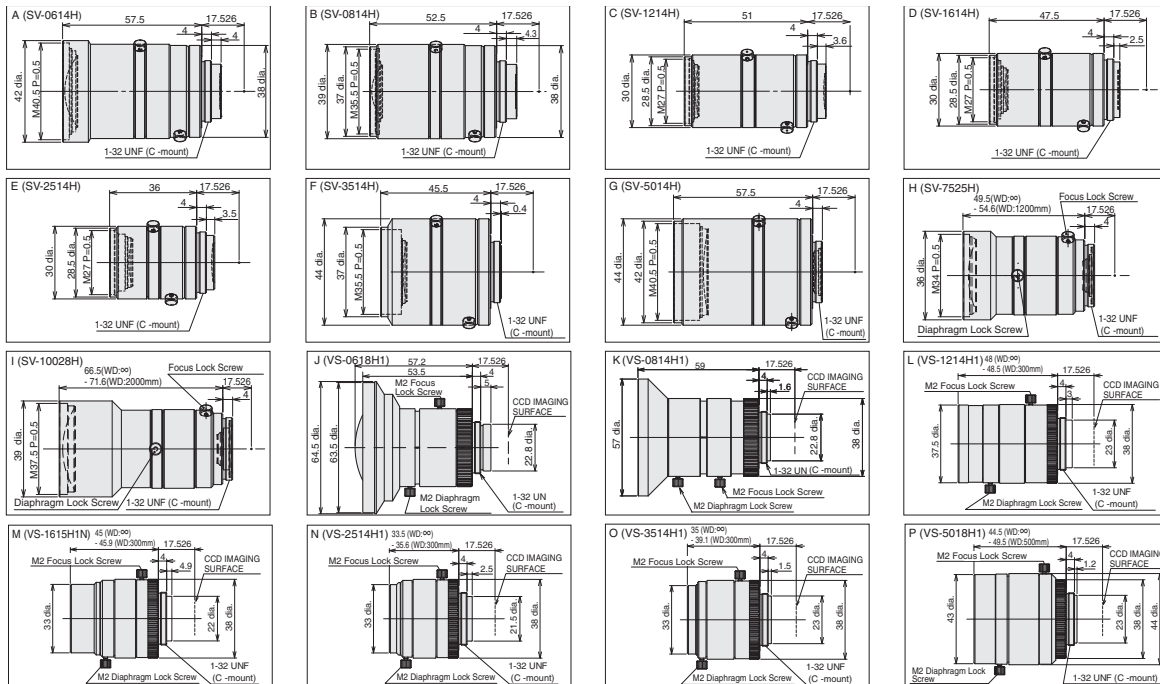 A (SV-0614H)
57.5
17.526
4
4
42 dia.
M40.5 P=0.5
38 dia.
1-32 UNF (C -mount)
B (SV-0814H)
52.5
17.526
4
4.3
39 dia.
37 dia.
M35.5 P=0.5
38 dia.
1-32 UNF (C -mount)
C (SV-1214H)
51
17.526
4
3.6
30 dia.
28.5 dia.
M27 P=0.5
1-32 UNF (C -mount)
D (SV-1614H)
47.5
17.526
4
2.5
30 dia.
28.5 dia.
M27 P=0.5
1-32 UNF (C -mount)
E (SV-2514H)
36
17.526
4
3.5
30 dia.
28.5 dia.
M27 P=0.5
1-32 UNF (C -mount)
F (SV-3514H)
45.5
17.526
4
0.4
44 dia.
37 dia.
M35.5 P=0.5
1-32 UNF
(C -mount)
G (SV-5014H)
57.5
17.526
4
44 dia.
42 dia.
M40.5 P=0.5
1-32 UNF
(C -mount)
H (SV-7525H)
49.5(WD:∞)
- 54.6(WD:1200mm)
Focus Lock Screw
17.526
4
36 dia.
M34 P=0.5
Diaphragm Lock Screw
1-32 UNF
(C -mount)
I (SV-10028H)
66.5(WD:∞)
- 71.6(WD:2000mm)
Focus Lock Screw
17.526
4
39 dia.
M37.5 P=0.5
Diaphragm Lock Screw
1-32 UNF (C -mount)
J (VS-0618H1)
57.2
17.526
53.5
4
5
M2 Focus
Lock Screw
CCD IMAGING
SURFACE
64.5 dia.
63.5 dia.
22.8 dia.
M2 Diaphragm
Lock Screw
1-32 UN
(C -mount)
K (VS-0814H1)
59
17.526
4
1.6
CCD IMAGING
SURFACE
57 dia.
22.8 dia.
38 dia.
1-32 UN (C -mount)
M2 Focus Lock Screw
M2 Diaphragm Lock Screw
L (VS-1214H1)
48 (WD:∞)
- 48.5 (WD:300mm)
17.526
M2 Focus Lock Screw
4
3
CCD IMAGING
SURFACE
37.5 dia.
23 dia.
38 dia.
1-32 UNF
(C -mount)
M2 Diaphragm Lock Screw
M (VS-1615H1N)
45 (WD:∞)
- 45.9 (WD:300mm)
17.526
M2 Focus Lock Screw
4
4.9
CCD IMAGING
SURFACE
33 dia.
22 dia.
38 dia.
1-32 UNF
(C -mount)
M2 Diaphragm Lock Screw
N (VS-2514H1)
33.5 (WD:∞)
- 35.6 (WD:300mm)
17.526
M2 Focus Lock Screw
4
2.5
CCD IMAGING
SURFACE
33 dia.
21.5 dia.
38 dia.
1-32 UNF
(C -mount)
M2 Diaphragm Lock Screw
O (VS-3514H1)
35 (WD:∞)
- 39.1 (WD:300mm)
17.526
M2 Focus Lock Screw
4
1.5
CCD IMAGING
SURFACE
33 dia.
23 dia.
38 dia.
1-32 UNF
(C -mount)
M2 Diaphragm Lock Screw
P (VS-5018H1)
44.5 (WD:∞)
- 49.5 (WD:500mm)
17.526
M2 Focus Lock Screw
4
1.2
CCD IMAGING
SURFACE
43 dia.
23 dia.
38 dia.
44 dia.
M2 Diaphragm Lock
Screw
1-32 UNF (C -mount)